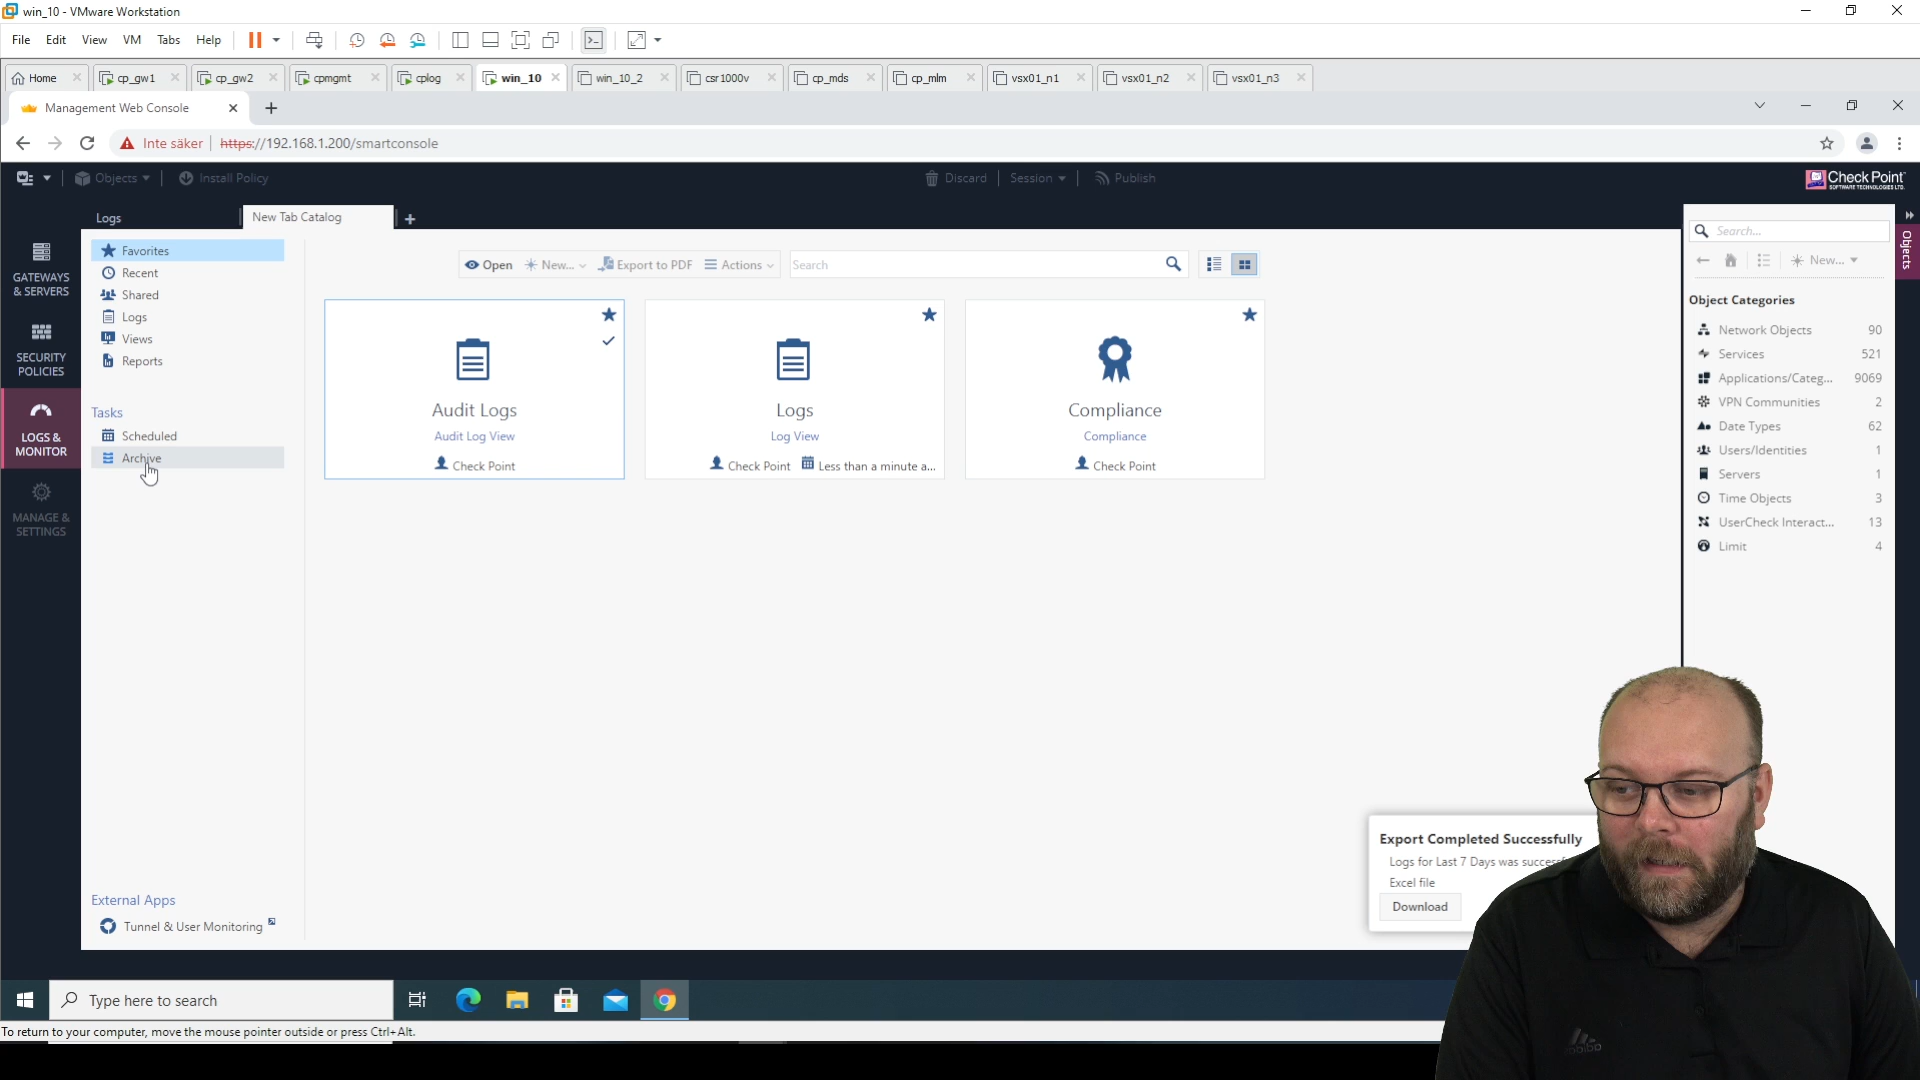 win_10 - VMware Workstation
File Edit View VM Tabs Help
Home cp_gw1 cp_gw2 cpmgmt cplog win_10 win_10_2 csr1000v cp_mds cp_mlm vsx01_n1 vsx01_n2 vsx01_n3
Management Web Console
Inte säker https://192.168.1.200/smartconsole
Objects Install Policy Discard Session Publish
Check Point
SOFTWARE TECHNOLOGIES LTD.
Logs New Tab Catalog
GATEWAYS
& SERVERS
SECURITY
POLICIES
LOGS &
MONITOR
MANAGE &
SETTINGS
Favorites
Recent
Shared
Logs
Views
Reports
Tasks
Scheduled
Archive
External Apps
Tunnel & User Monitoring
Open New... Export to PDF Actions Search
Audit Logs
Audit Log View
Check Point
Logs
Log View
Check Point Less than a minute a...
Compliance
Compliance
Check Point
Search...
New...
Objects
Object Categories
Network Objects 90
Services 521
Applications/Categ... 9069
VPN Communities 2
Date Types 62
Users/Identities 1
Servers 1
Time Objects 3
UserCheck Interact... 13
Limit 4
Export Completed Successfully
Logs for Last 7 Days was
Excel file
Download
Type here to search
To return to your computer, move the mouse pointer outside or press Ctrl+Alt.
adidas